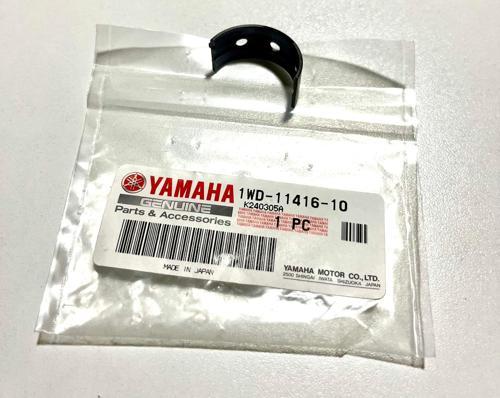 YAMAHA
GENUINE
Parts & Accessories
1WD-11416-10
K240305A
1 PC
MADE IN JAPAN
YAMAHA MOTOR CO.,LTD.
2500 SHINGAI IWATA SHIZUOKA JAPAN